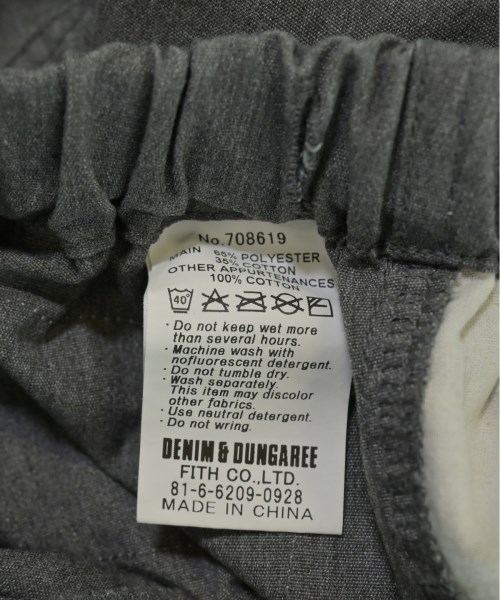 No.708619
MAIN 65% POLYESTER
35% COTTON
OTHER APPURTENANCES
100% COTTON
40°
· Do not keep wet more
than several hours.
· Machine wash with
nofluorescent detergent.
· Do not tumble dry.
· Wash separately.
This item may discolor
other fabrics.
· Use neutral detergent.
· Do not wring.
DENIM & DUNGAREE
FITH CO.,LTD.
81-6-6209-0928
MADE IN CHINA